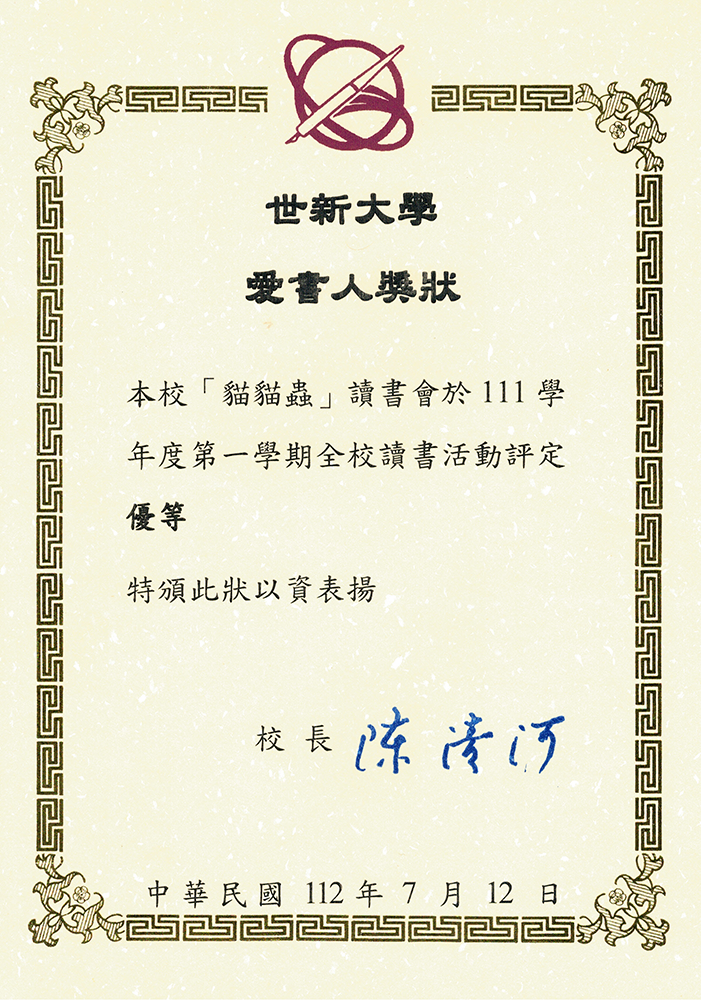 世新大學
愛書人獎狀
本校「貓貓蟲」讀書會於 111 學
年度第一學期全校讀書活動評定
優等
特頒此狀以資表揚
校 長 陳清河
中華民國 112 年 7 月 12 日